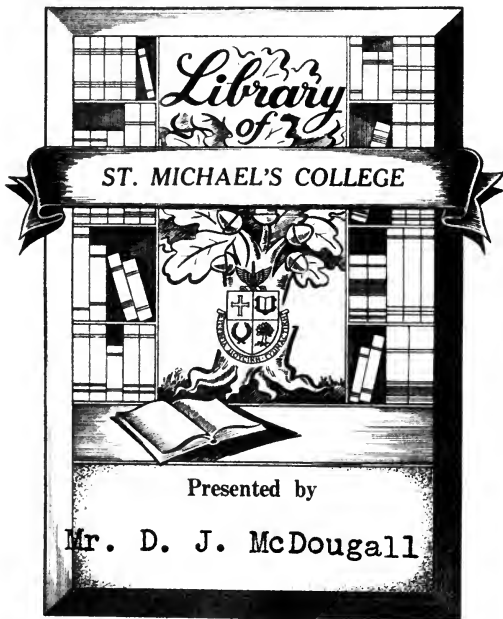 Library
of
ST. MICHAEL'S COLLEGE
Presented by
Mr. D. J. McDougall